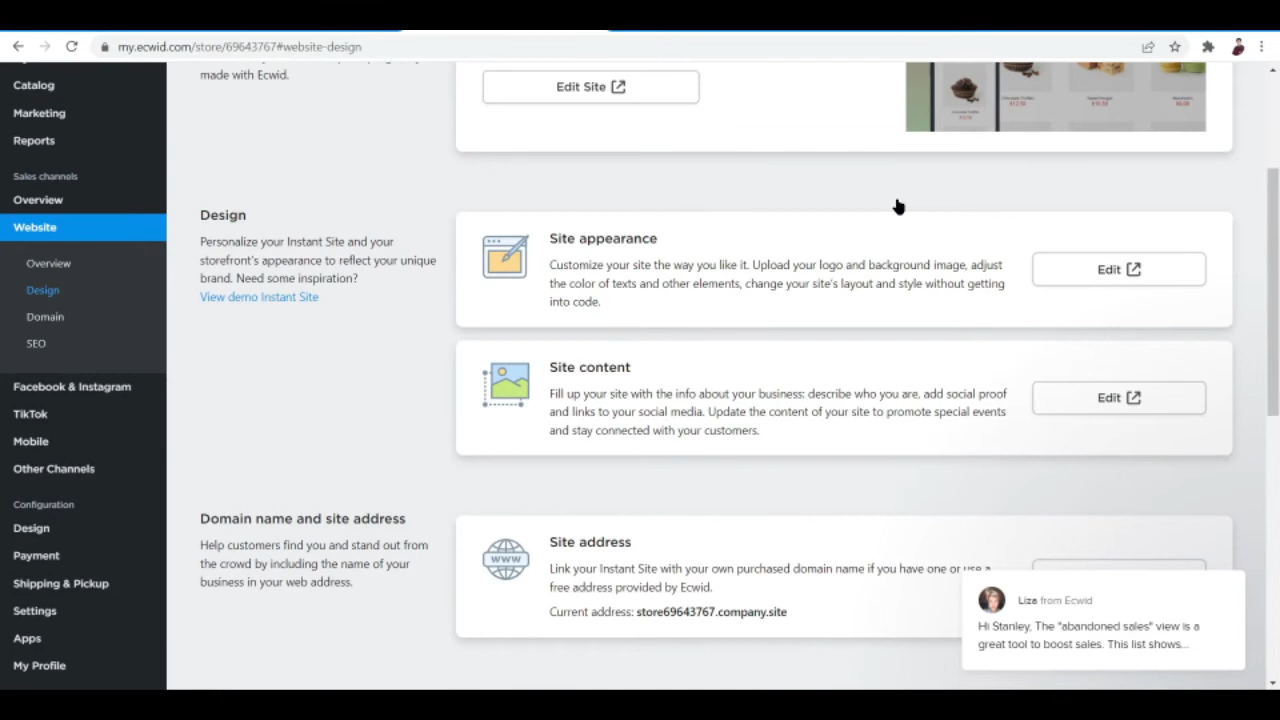 my.ecwid.com/store/69643767#website-design
Catalog
Marketing
Reports
Sales channels
Overview
Website
Overview
Design
Domain
SEO
Facebook & Instagram
TikTok
Mobile
Other Channels
Configuration
Design
Payment
Shipping & Pickup
Settings
Apps
My Profile
made with Ecwid.
Edit Site
Design
Personalize your Instant Site and your
storefront's appearance to reflect your unique
brand. Need some inspiration?
View demo Instant Site
Site appearance
Customize your site the way you like it. Upload your logo and background image, adjust
the color of texts and other elements, change your site's layout and style without getting
into code.
Edit
Site content
Fill up your site with the info about your business: describe who you are, add social proof
and links to your social media. Update the content of your site to promote special events
and stay connected with your customers.
Edit
Domain name and site address
Help customers find you and stand out from
the crowd by including the name of your
business in your web address.
WWW
Site address
Link your Instant Site with your own purchased domain name if you have one or use a
free address provided by Ecwid.
Current address: store69643767.company.site
Liza from Ecwid
Hi Stanley, The "abandoned sales" view is a
great tool to boost sales. This list shows...